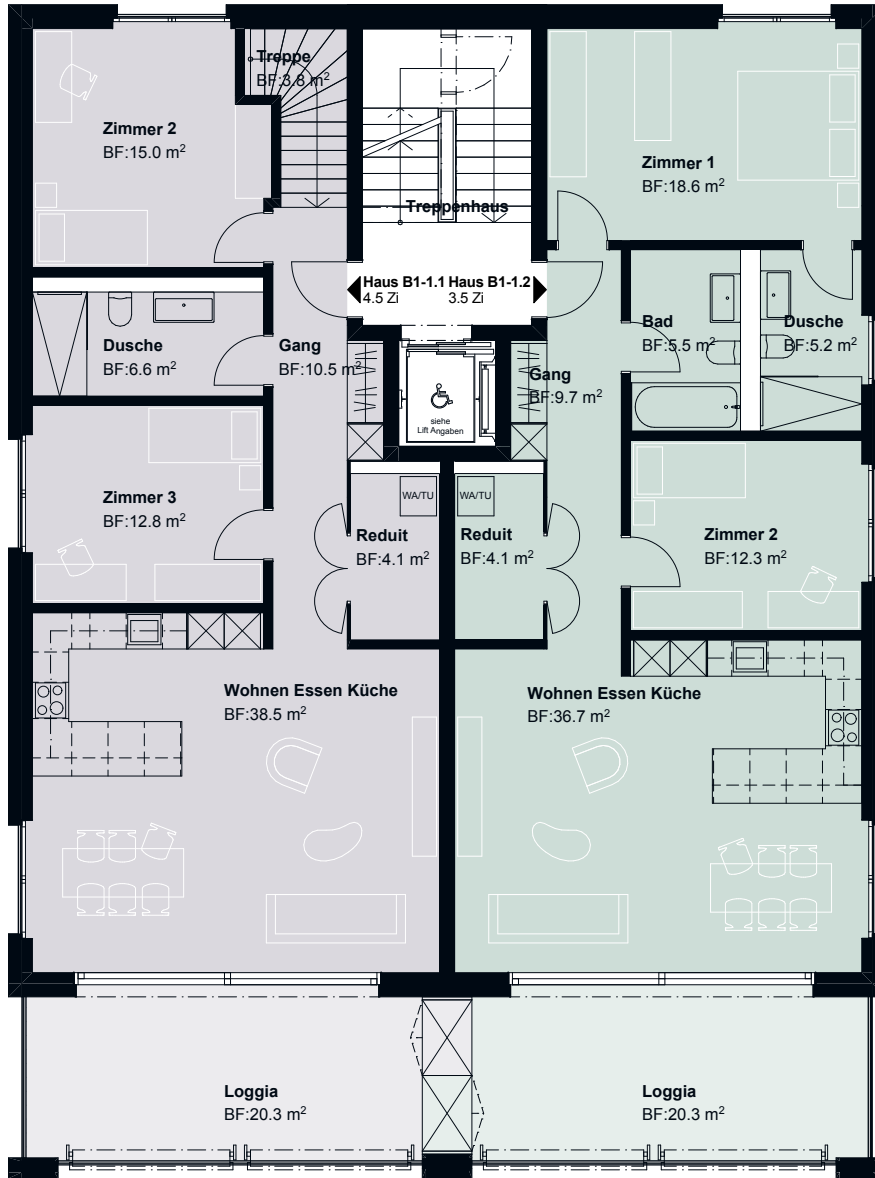 Treppe
BF:3.8 m²
Zimmer 2
BF:15.0 m²
Zimmer 1
BF:18.6 m²
Treppenhaus
Haus B1-1.1 Haus B1-1.2
4.5 Zi 3.5 Zi
Dusche
BF:6.6 m²
Gang
BF:10.5 m²
Bad
BF:5.5 m²
Dusche
BF:5.2 m²
Gang
BF:9.7 m²
siehe
Lift Angaben
Zimmer 3
BF:12.8 m²
WA/TU
WA/TU
Reduit
BF:4.1 m²
Reduit
BF:4.1 m²
Zimmer 2
BF:12.3 m²
Wohnen Essen Küche
BF:38.5 m²
Wohnen Essen Küche
BF:36.7 m²
Loggia
BF:20.3 m²
Loggia
BF:20.3 m²